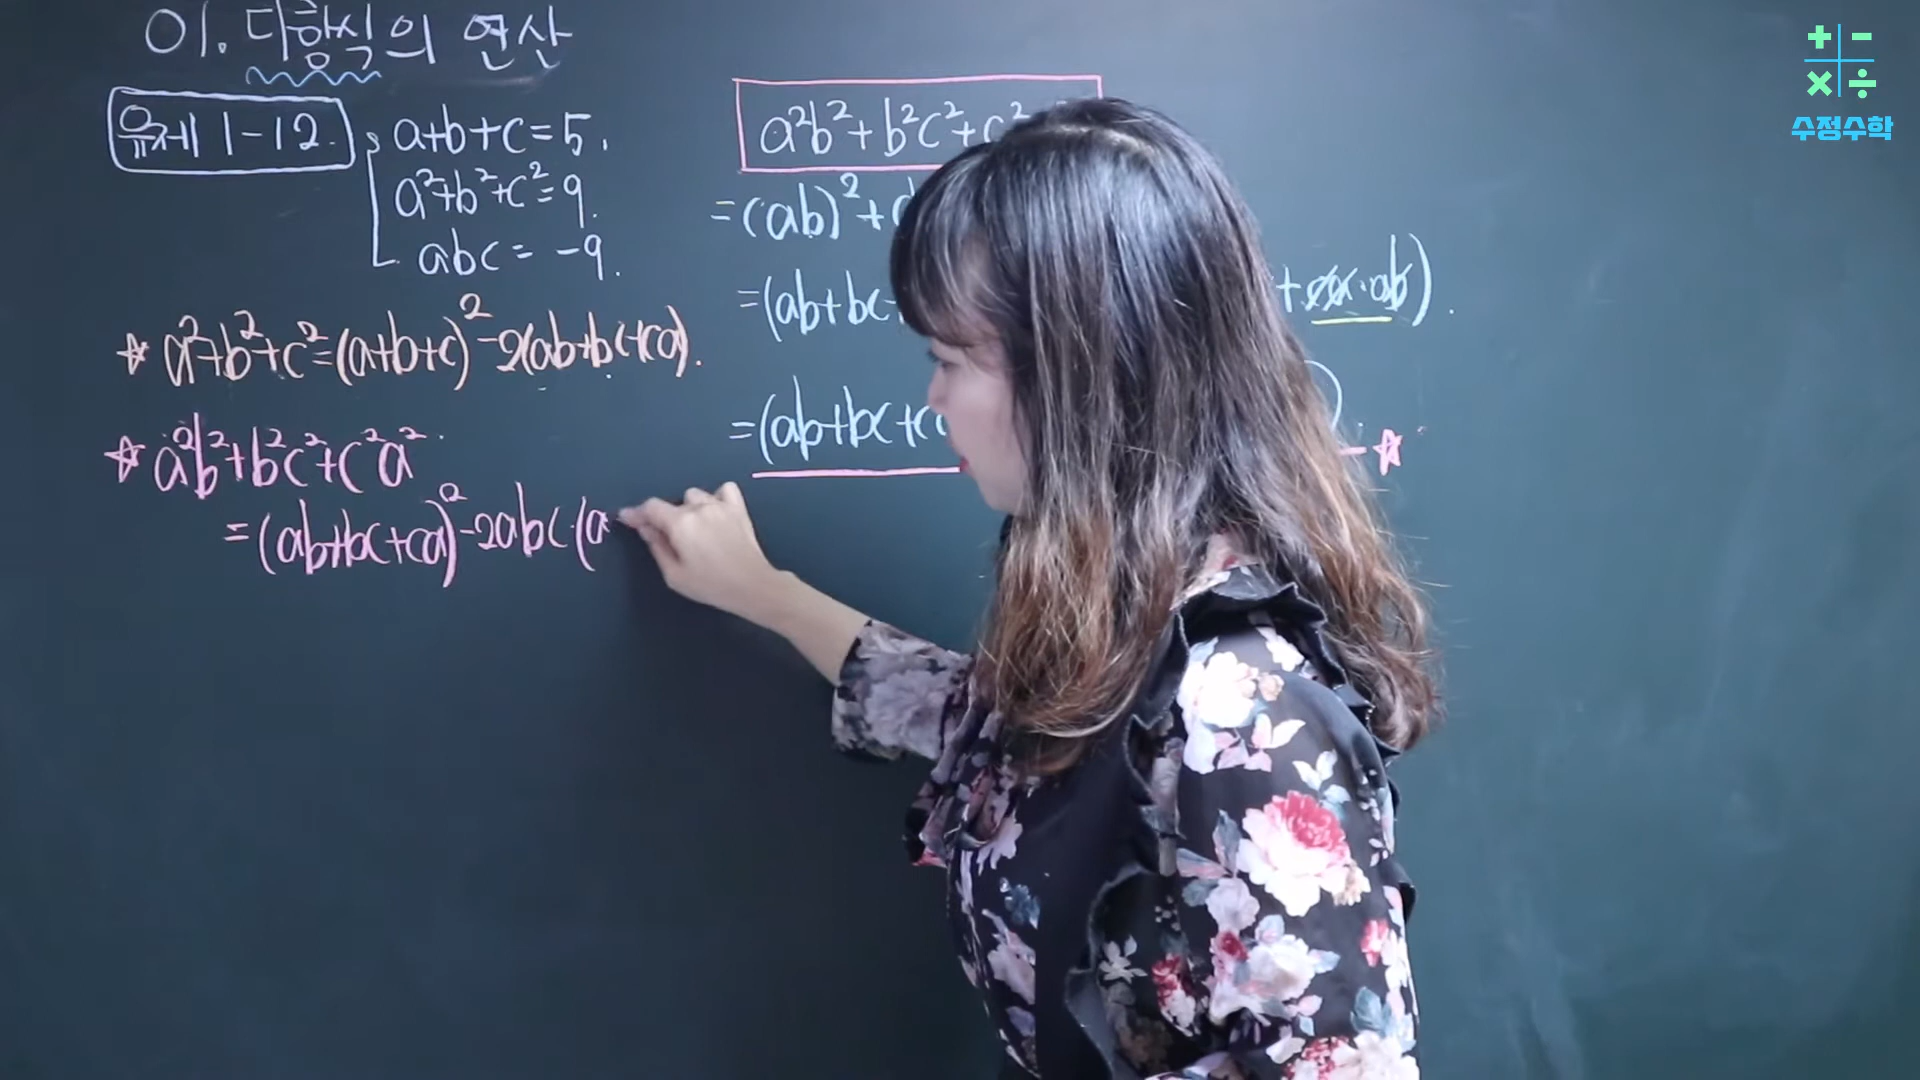 01. 다항식의 연산
유제 1-12.
a+b+c=5,
a²+b²+c²=9.
abc=-9.
☆ a²+b²+c²=(a+b+c)²-2(ab+bc+ca).
☆ a²b²+b²c²+c²a²
=(ab+bc+ca)²-2abc·(a
a²b²+b²c²+c²
=(ab)²+
=(ab+bc
·ab).
=(ab+bc+c
☆
+ - × ÷
수정수학